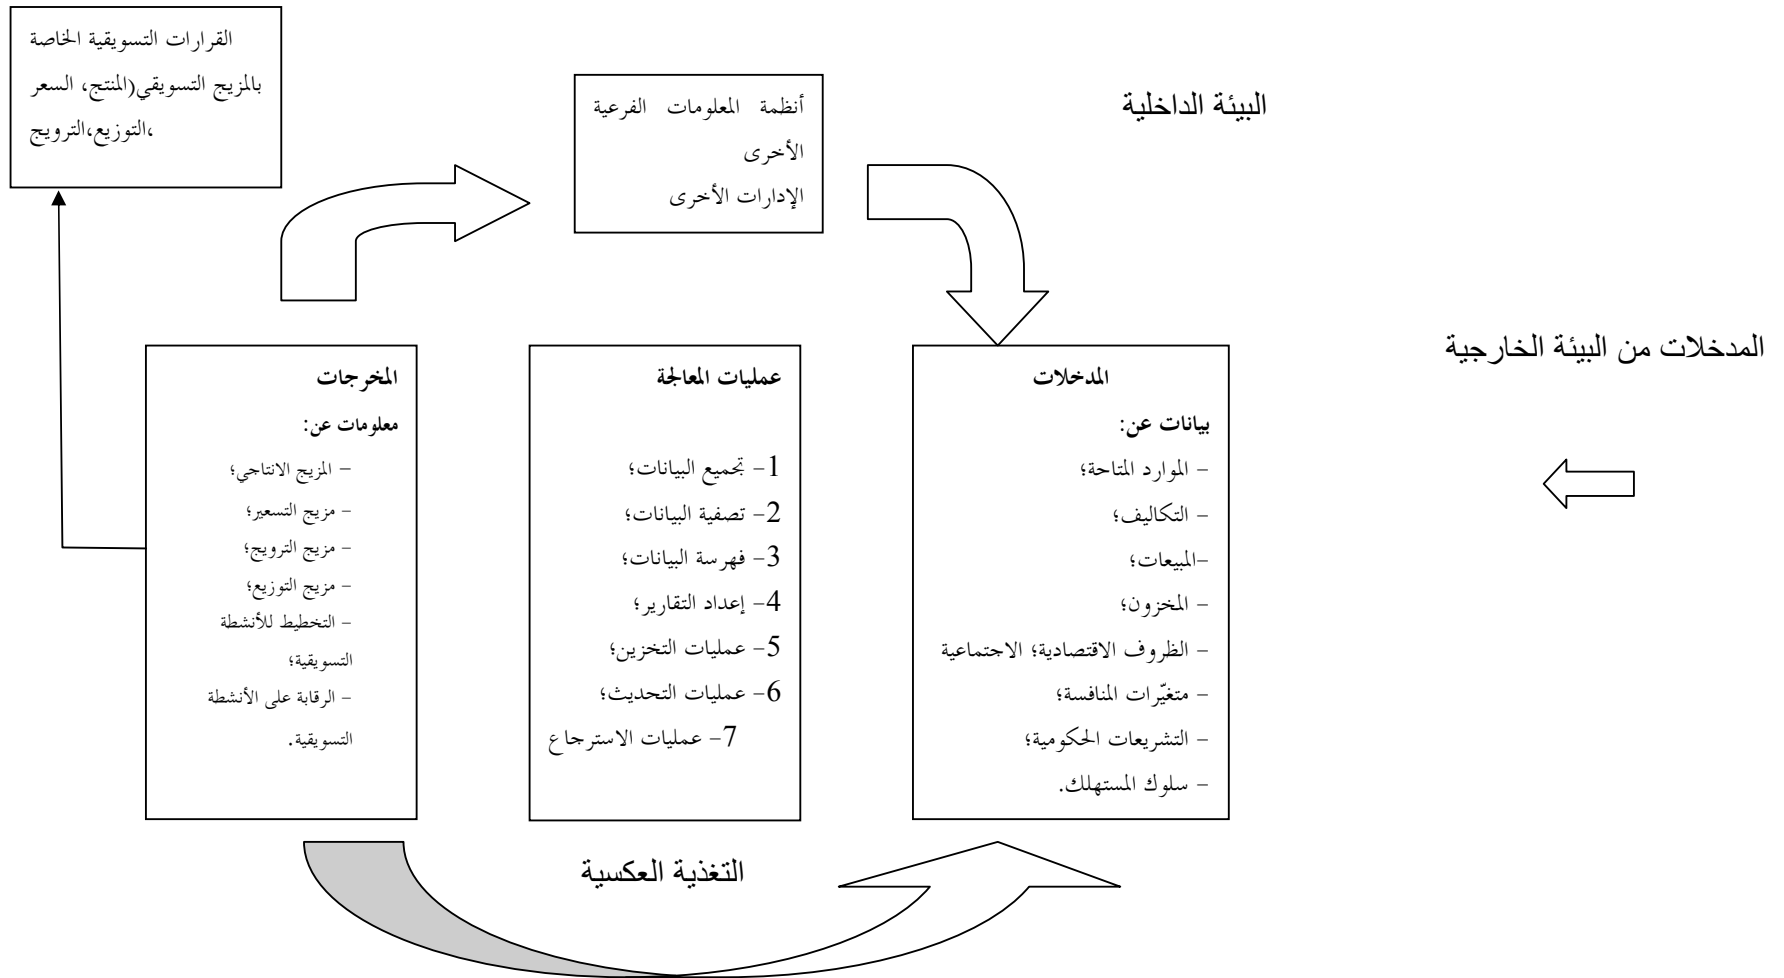 القرارات التسويقية الخاصة
بالمزيج التسويقي(المنتج، السعر
،التوزيع،الترويج
أنظمة المعلومات الفرعية
الأخرى
الإدارات الأخرى
البيئة الداخلية
المدخلات من البيئة الخارجية
المدخلات
بيانات عن:
- الموارد المتاحة؛
- التكاليف؛
-المبيعات؛
- المخزون؛
- الظروف الاقتصادية؛ الاجتماعية
- متغيّرات المنافسة؛
- التشريعات الحكومية؛
- سلوك المستهلك.
عمليات المعالجة
1- تجميع البيانات؛
2- تصفية البيانات؛
3- فهرسة البيانات؛
4- إعداد التقارير؛
5- عمليات التخزين؛
6- عمليات التحديث؛
7- عمليات الاسترجاع
المخرجات
معلومات عن:
- المزيج الانتاجي؛
- مزيج التسعير؛
- مزيج الترويج؛
- مزيج التوزيع؛
- التخطيط للأنشطة
التسويقية؛
- الرقابة على الأنشطة
التسويقية.
التغذية العكسية